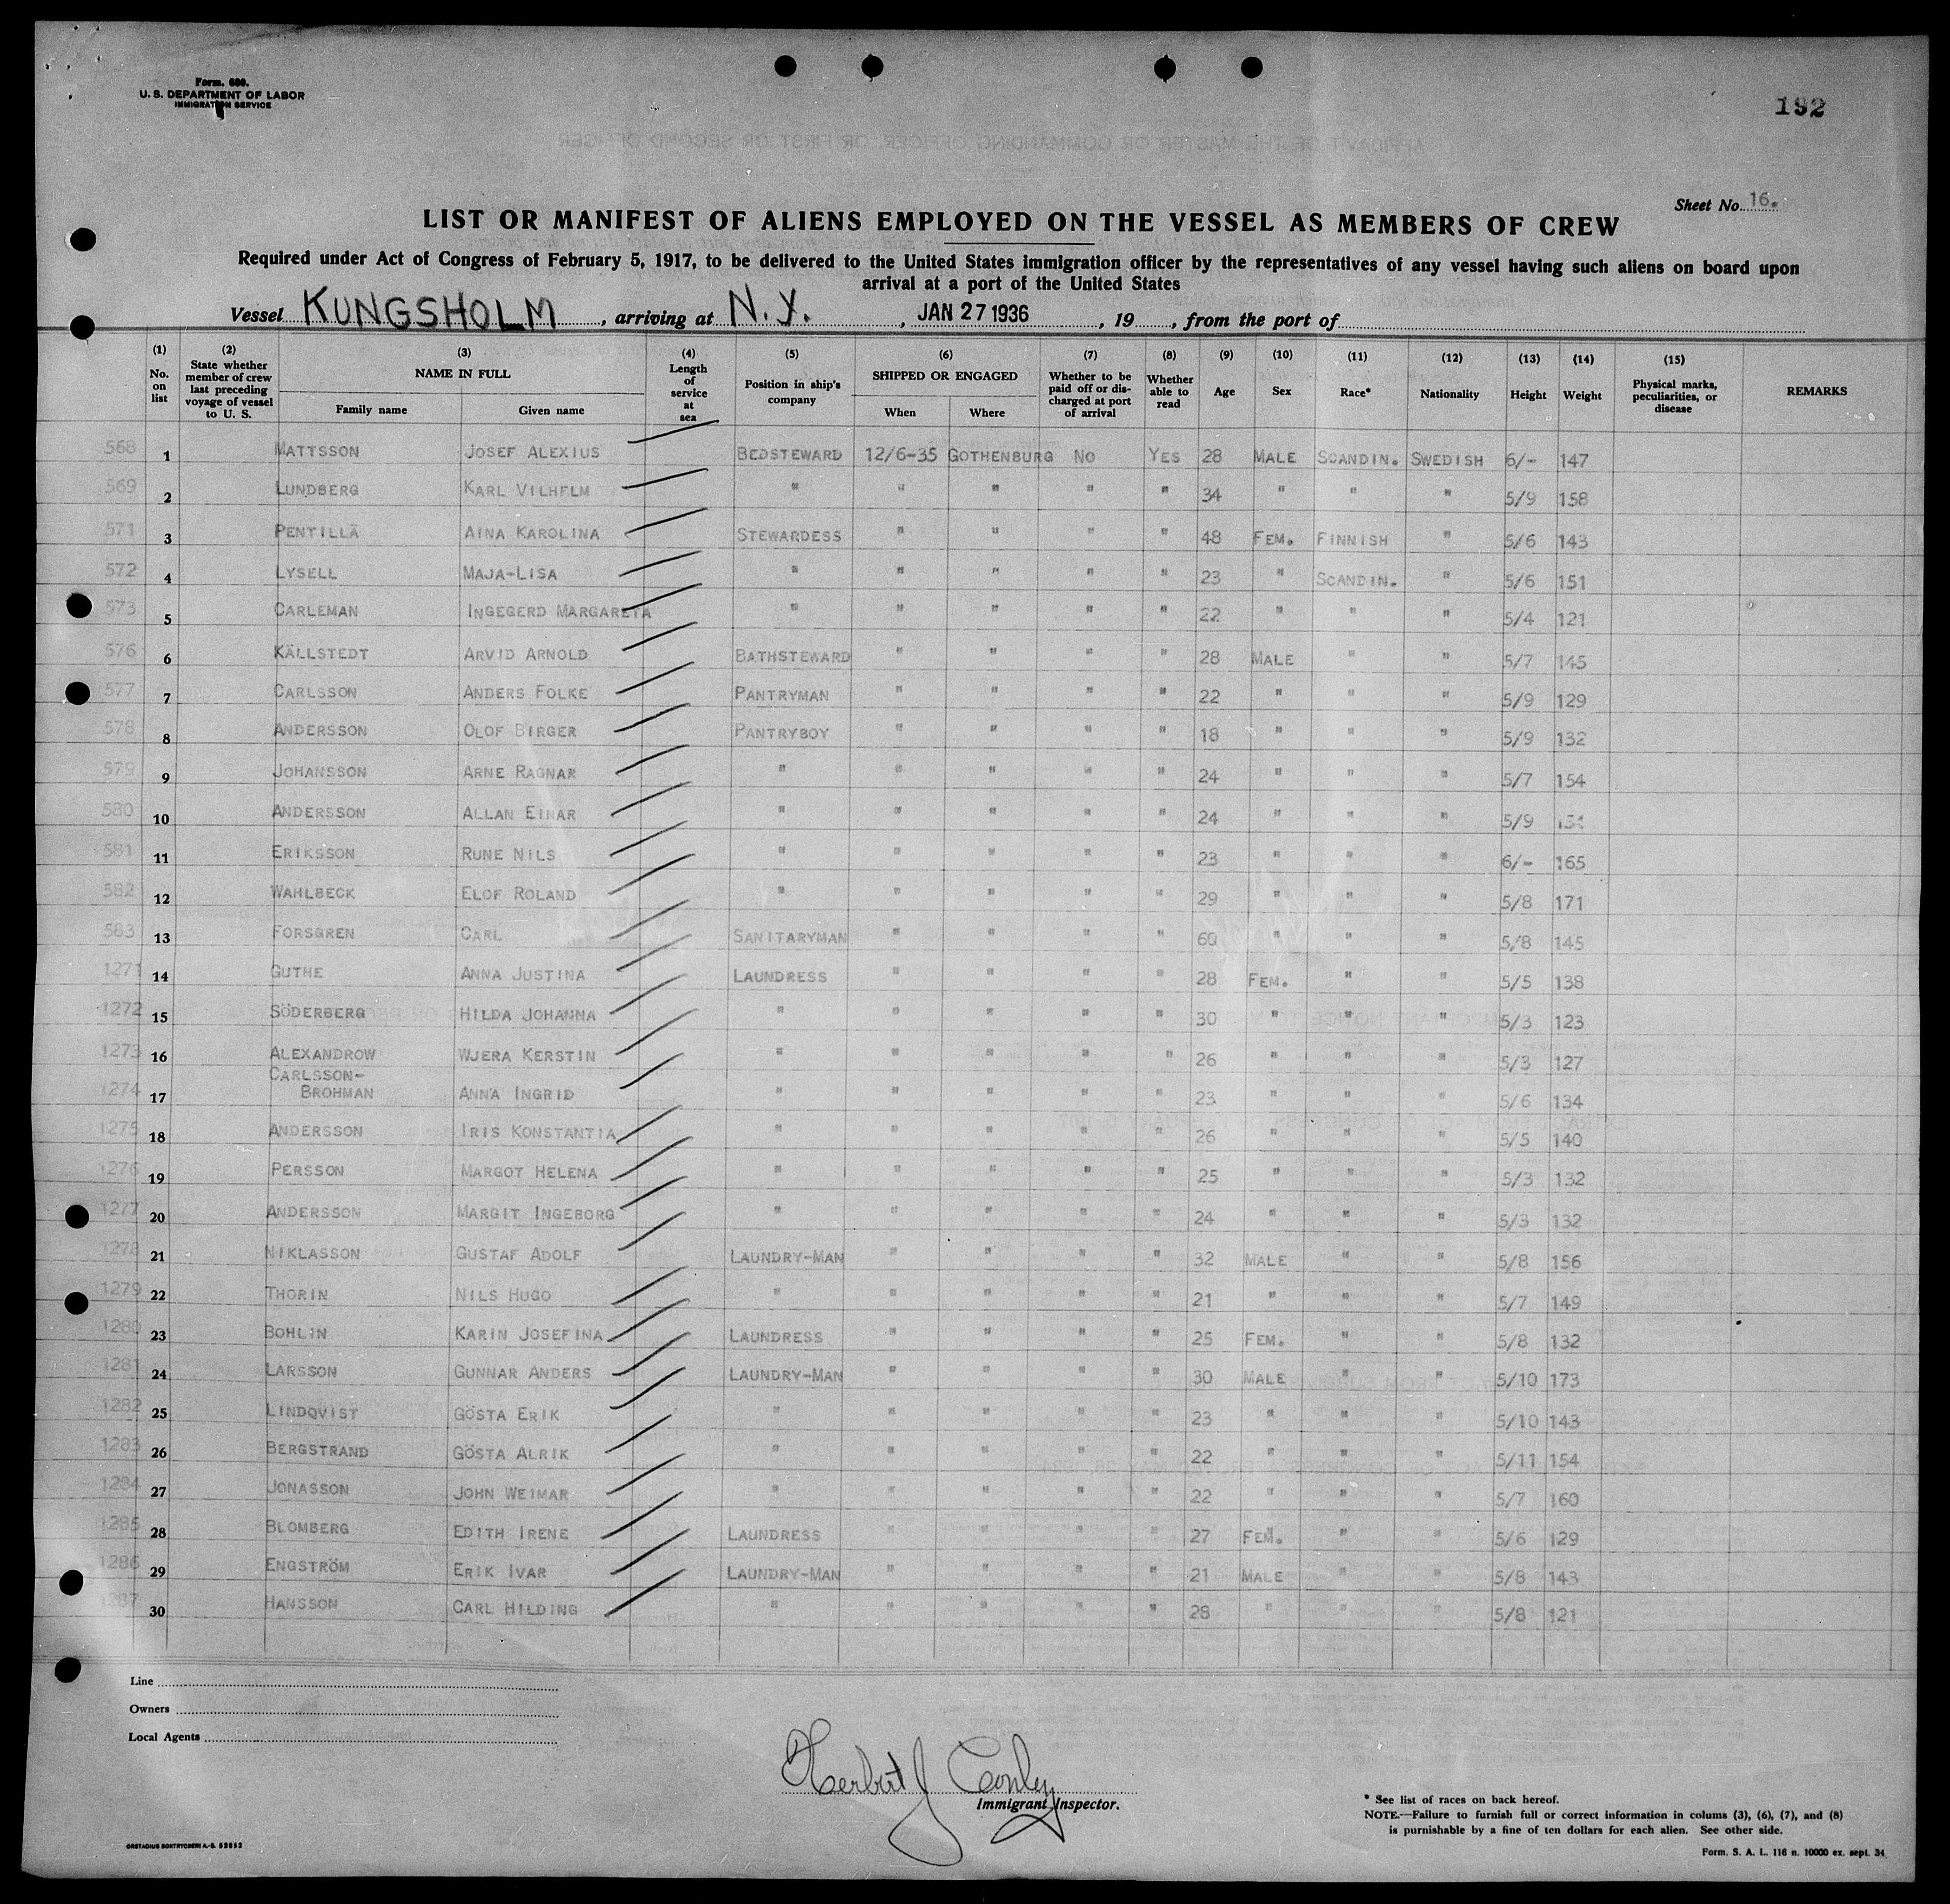 Form. 680.
U. S. DEPARTMENT OF LABOR
IMMIGRATION SERVICE
192
Sheet No. 16.
LIST OR MANIFEST OF ALIENS EMPLOYED ON THE VESSEL AS MEMBERS OF CREW
Required under Act of Congress of February 5, 1917, to be delivered to the United States immigration officer by the representatives of any vessel having such aliens on board upon
arrival at a port of the United States
Vessel KUNGSHOLM, arriving at N.Y., JAN 27 1936, 19, from the port of
(1) No. on list (2) State whether member of crew last preceding voyage of vessel to U. S. (3) NAME IN FULL Family name Given name (4) Length of service at sea (5) Position in ship's company (6) SHIPPED OR ENGAGED When Where (7) Whether to be paid off or discharged at port of arrival (8) Whether able to read (9) Age (10) Sex (11) Race* (12) Nationality (13) Height (14) Weight (15) Physical marks, peculiarities, or disease REMARKS
568 1 MATTSSON JOSEF ALEXIUS BEDSTEWARD 12/6-35 GOTHENBURG NO YES 28 MALE SCANDIN. SWEDISH 6/- 147
569 2 LUNDBERG KARL VILHELM " " " " " 34 " " " 5/9 158
571 3 PENTILLÄ AINA KAROLINA STEWARDESS " " " " 48 FEM. FINNISH " 5/6 143
572 4 LYSELL MAJA-LISA " " " " " 23 " SCANDIN. " 5/6 151
573 5 CARLEMAN INGEGERD MARGARETA " " " " " 22 " " " 5/4 121
576 6 KÄLLSTEDT ARVID ARNOLD BATHSTEWARD " " " " 28 MALE " " 5/7 145
577 7 CARLSSON ANDERS FOLKE PANTRYMAN " " " " 22 " " " 5/9 129
578 8 ANDERSSON OLOF BIRGER PANTRYBOY " " " " 18 " " " 5/9 132
579 9 JOHANSSON ARNE RAGNAR " " " " " 24 " " " 5/7 154
580 10 ANDERSSON ALLAN EINAR " " " " " 24 " " " 5/9
581 11 ERIKSSON RUNE NILS " " " " " 23 " " " 6/- 165
582 12 WAHLBECK ELOF ROLAND " " " " " 29 " " " 5/8 171
583 13 FORSGREN CARL SANITARYMAN " " " " 60 " " " 5/8 145
1271 14 GUTHE ANNA JUSTINA LAUNDRESS " " " " 28 FEM. " " 5/5 138
1272 15 SÖDERBERG HILDA JOHANNA " " " " " 30 " " " 5/3 123
1273 16 ALEXANDROW WJERA KERSTIN " " " " " 26 " " " 5/3 127
CARLSSON-
1274 17 BROHMAN ANNA INGRID " " " " " 23 " " " 5/6 134
1275 18 ANDERSSON IRIS KONSTANTIA " " " " " 26 " " " 5/5 140
1276 19 PERSSON MARGOT HELENA " " " " " 25 " " " 5/3 132
1277 20 ANDERSSON MARGIT INGEBORG " " " " " 24 " " " 5/3 132
1278 21 NIKLASSON GUSTAF ADOLF LAUNDRY-MAN " " " " 32 MALE " " 5/8 156
1279 22 THORIN NILS HUGO " " " " " 21 " " " 5/7 149
1280 23 BOHLIN KARIN JOSEFINA LAUNDRESS " " " " 25 FEM. " " 5/8 132
1281 24 LARSSON GUNNAR ANDERS LAUNDRY-MAN " " " " 30 MALE " " 5/10 173
1282 25 LINDQVIST GÖSTA ERIK " " " " " 23 " " " 5/10 143
1283 26 BERGSTRAND GÖSTA ALRIK " " " " " 22 " " " 5/11 154
1284 27 JONASSON JOHN WEIMAR " " " " " 22 " " " 5/7 160
1285 28 BLOMBERG EDITH IRENE LAUNDRESS " " " " 27 FEM. " " 5/6 129
1286 29 ENGSTRÖM ERIK IVAR LAUNDRY-MAN " " " " 21 MALE " " 5/8 143
1287 30 HANSSON CARL HILDING " " " " " 28 " " " 5/8 121
Line
Owners
Local Agents
Herbert J Conley
Immigrant Inspector.
* See list of races on back hereof.
NOTE.—Failure to furnish full or correct information in colums (3), (6), (7), and (8)
is punishable by a fine of ten dollars for each alien. See other side.
ORSTADIUS BOKTRYCKERI A.-B. 52852
Form. S. A. L. 116 n. 10000 ex. sept. 34